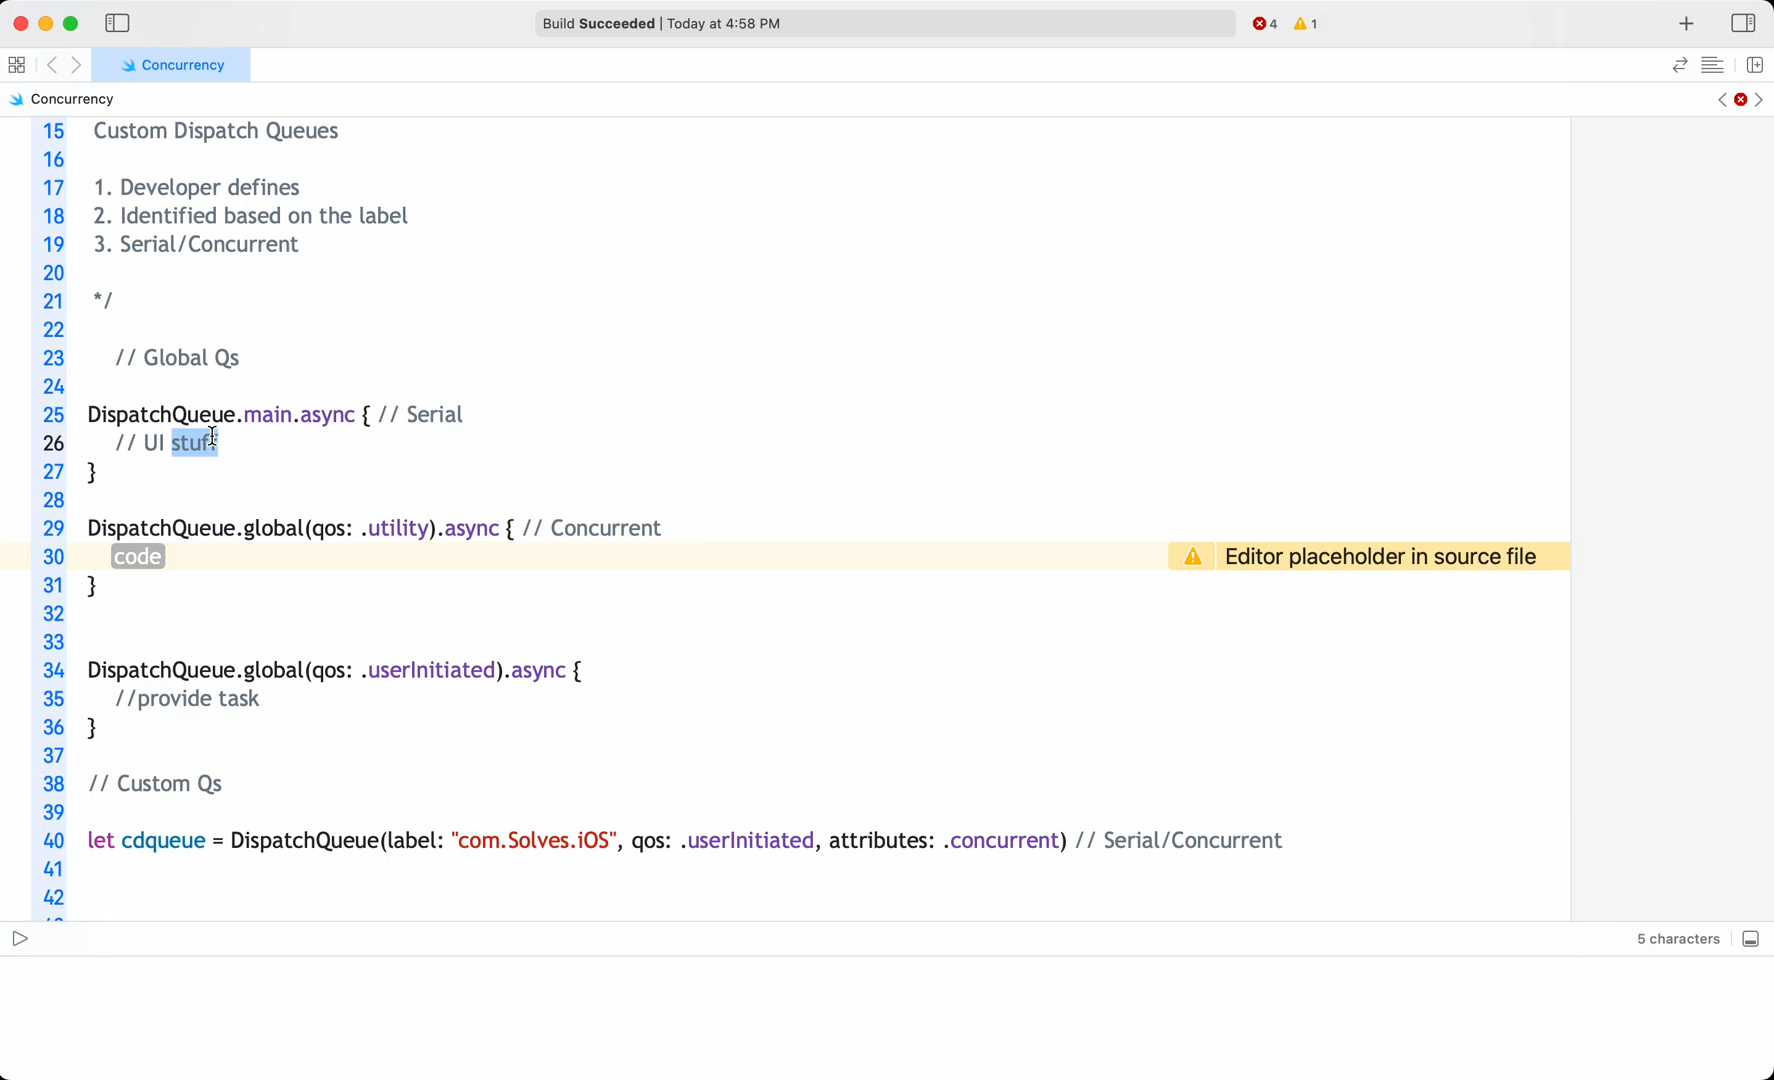 Build Succeeded | Today at 4:58 PM
4
1
Concurrency
Concurrency
15 Custom Dispatch Queues
16
17 1. Developer defines
18 2. Identified based on the label
19 3. Serial/Concurrent
20
21 */
22
23 // Global Qs
24
25 DispatchQueue.main.async { // Serial
26 // UI stuff
27 }
28
29 DispatchQueue.global(qos: .utility).async { // Concurrent
30 code
Editor placeholder in source file
31 }
32
33
34 DispatchQueue.global(qos: .userInitiated).async {
35 //provide task
36 }
37
38 // Custom Qs
39
40 let cdqueue = DispatchQueue(label: "com.Solves.iOS", qos: .userInitiated, attributes: .concurrent) // Serial/Concurrent
41
42
5 characters